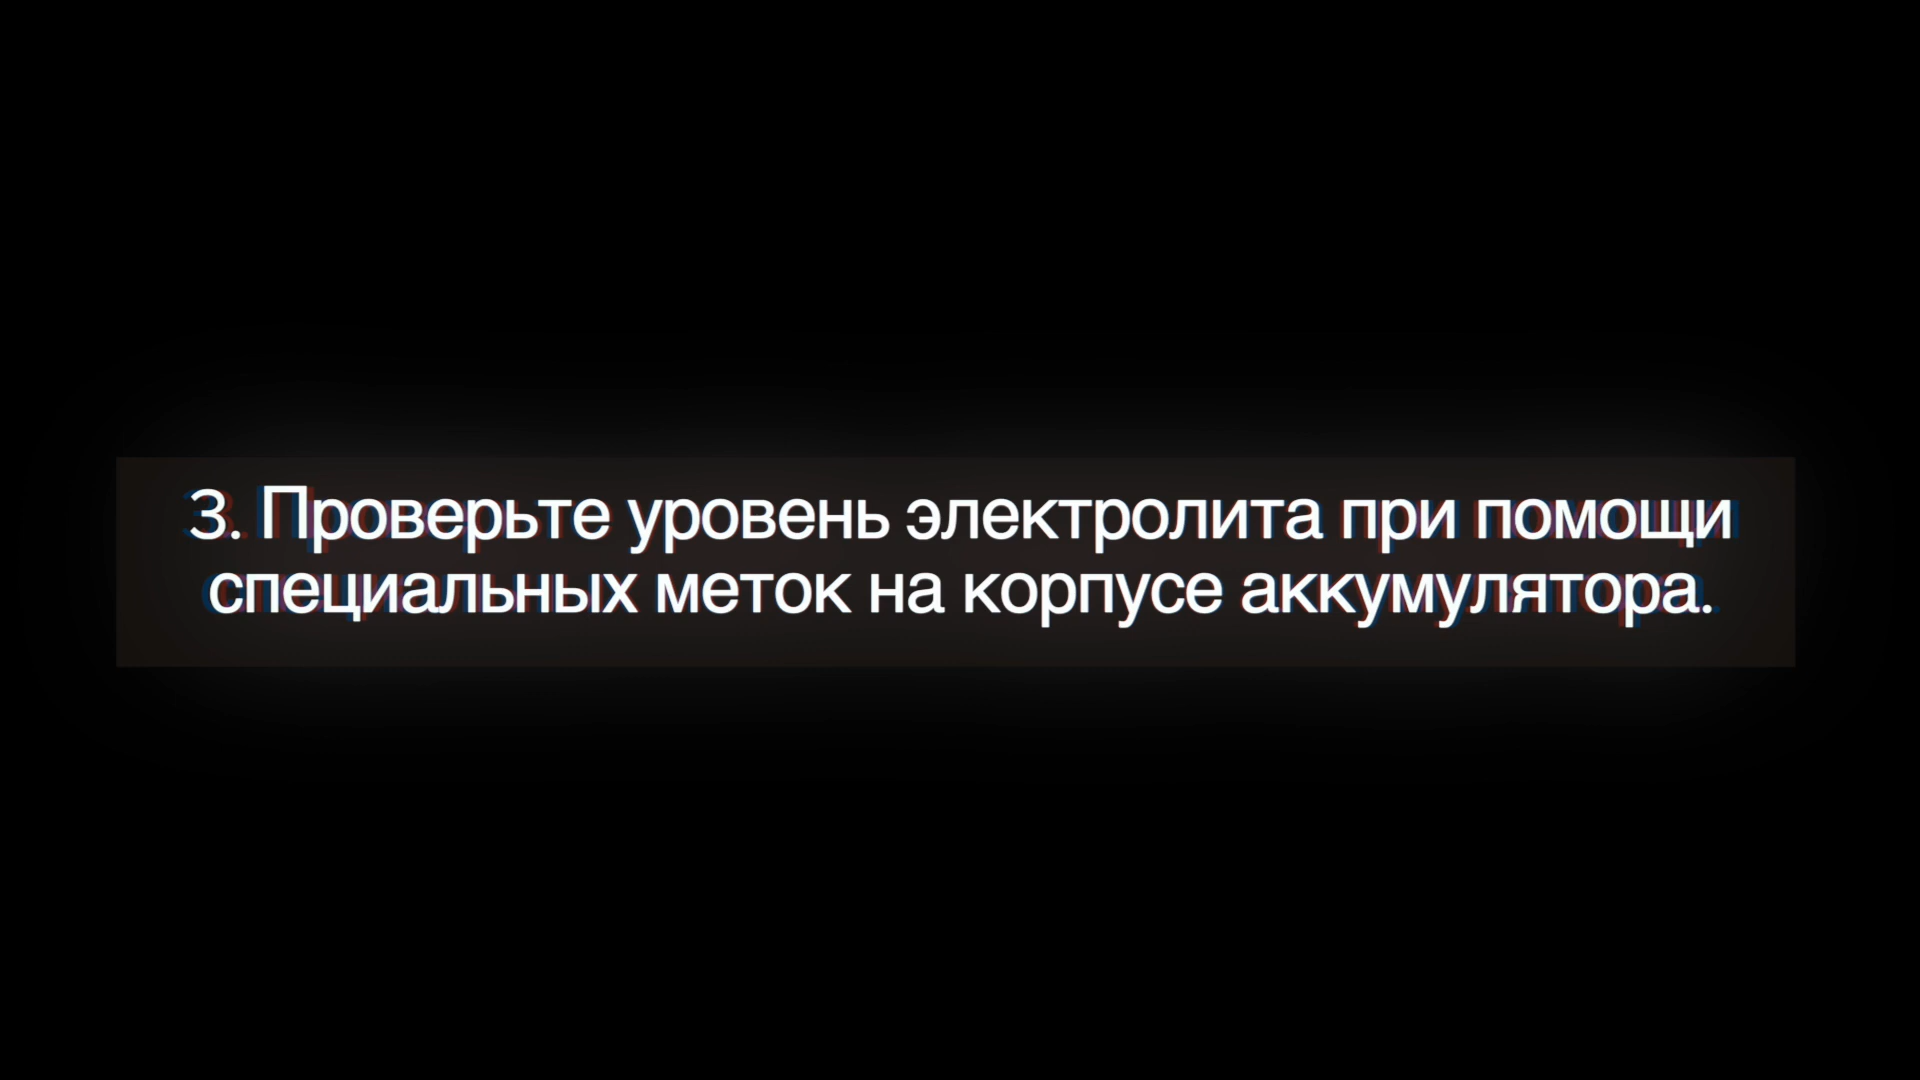 3. Проверьте уровень электролита при помощи
специальных меток на корпусе аккумулятора.